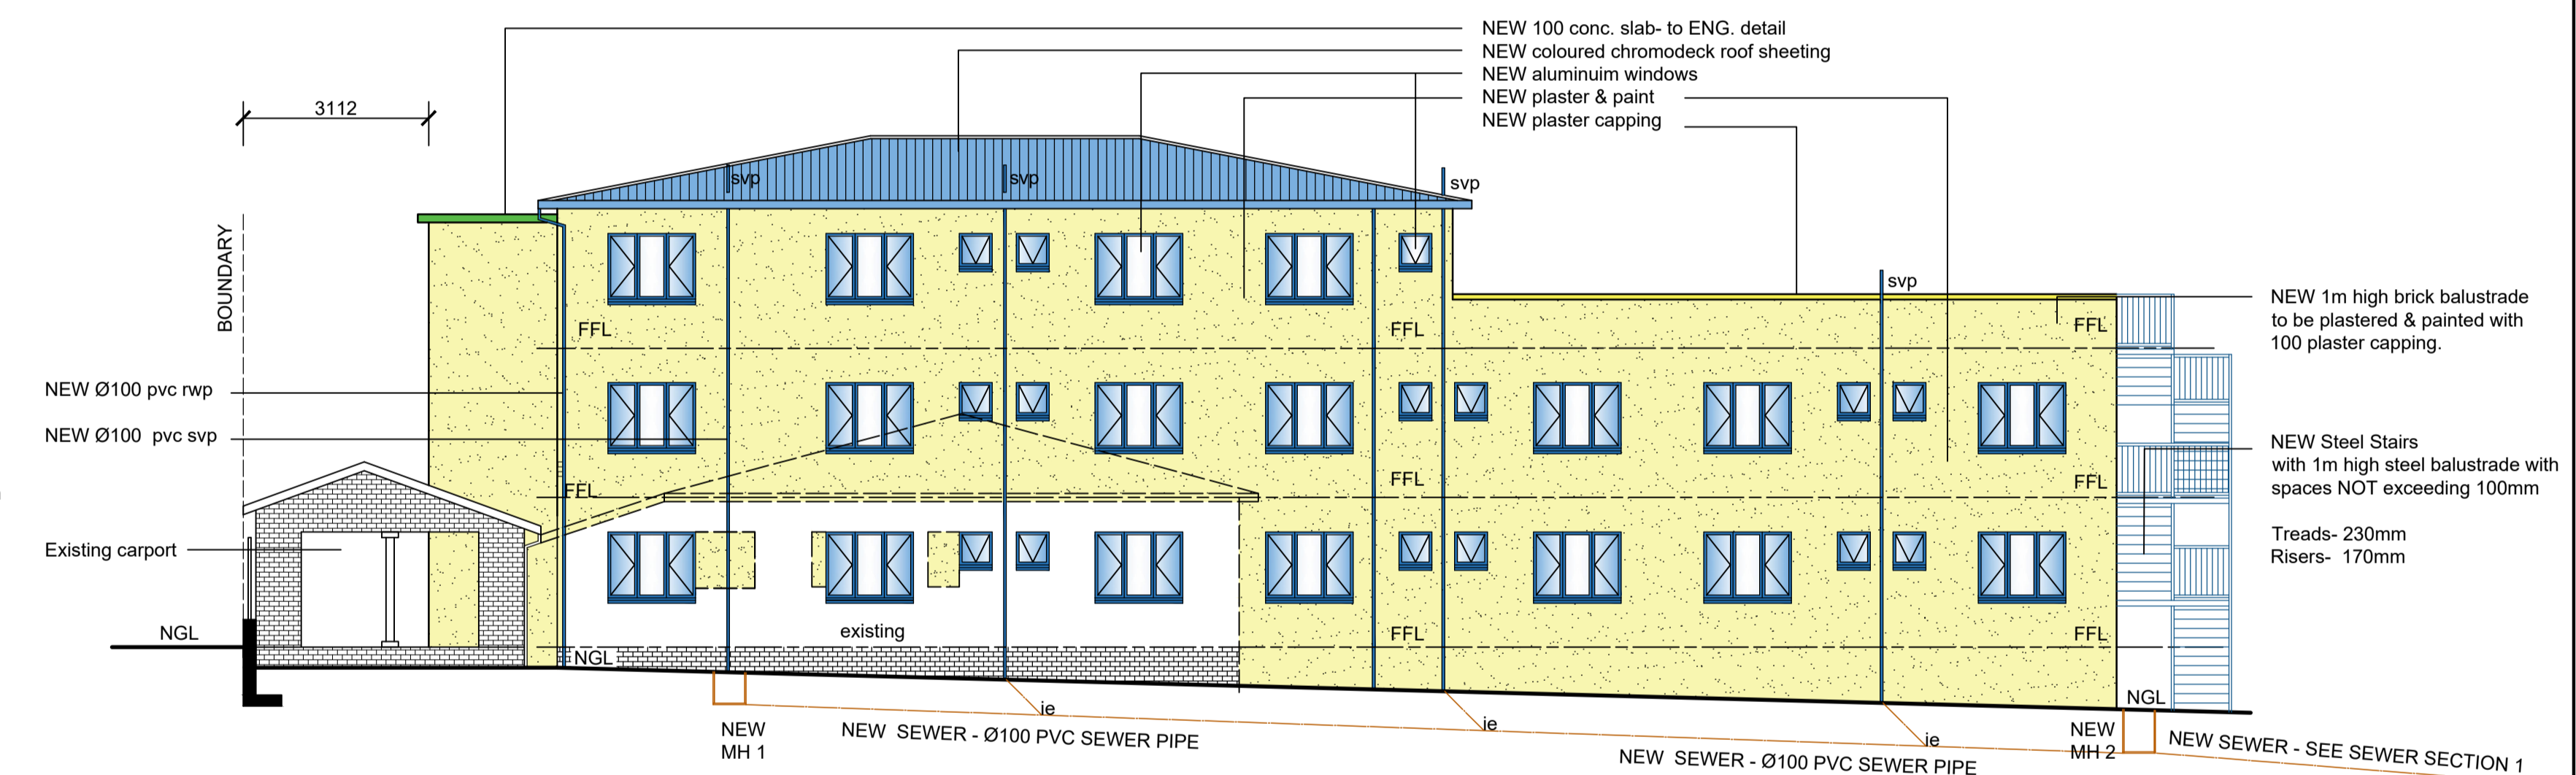 NEW 100 conc. slab- to ENG. detail
NEW coloured chromodeck roof sheeting
NEW aluminuium windows
NEW plaster & paint
NEW plaster capping
3112
BOUNDARY
svp
svp
svp
svp
FFL
FFL
FFL
NEW 1m high brick balustrade
to be plastered & painted with
100 plaster capping.
NEW Ø100 pvc rwp
NEW Ø100 pvc svp
FFL
FFL
FFL
NEW Steel Stairs
with 1m high steel balustrade with
spaces NOT exceeding 100mm
Treads- 230mm
Risers- 170mm
Existing carport
NGL
existing
FFL
FFL
NGL
NGL
ie
ie
ie
NEW
MH 1
NEW SEWER - Ø100 PVC SEWER PIPE
NEW SEWER - Ø100 PVC SEWER PIPE
NEW
MH 2
NEW SEWER - SEE SEWER SECTION 1